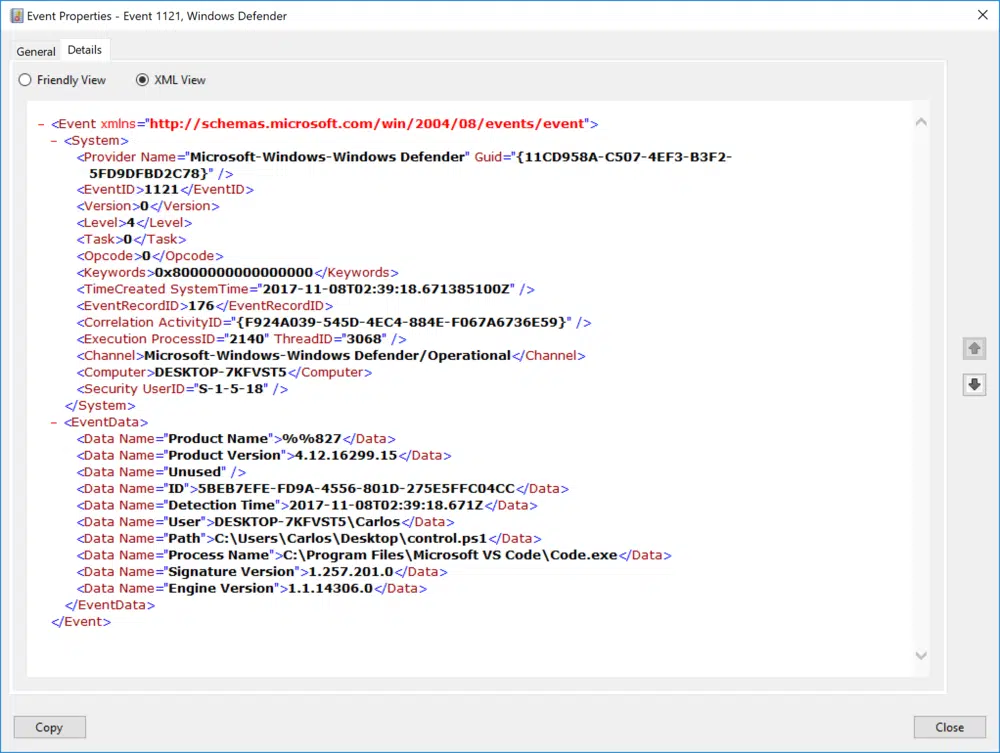 Event Properties - Event 1121, Windows Defender
General Details
Friendly View XML View
- <Event xmlns="http://schemas.microsoft.com/win/2004/08/events/event">
- <System>
<Provider Name="Microsoft-Windows-Windows Defender" Guid="{11CD958A-C507-4EF3-B3F2-
5FD9DFBD2C78}" />
<EventID>1121</EventID>
<Version>0</Version>
<Level>4</Level>
<Task>0</Task>
<Opcode>0</Opcode>
<Keywords>0x8000000000000000</Keywords>
<TimeCreated SystemTime="2017-11-08T02:39:18.671385100Z" />
<EventRecordID>176</EventRecordID>
<Correlation ActivityID="{F924A039-545D-4EC4-884E-F067A6736E59}" />
<Execution ProcessID="2140" ThreadID="3068" />
<Channel>Microsoft-Windows-Windows Defender/Operational</Channel>
<Computer>DESKTOP-7KFVST5</Computer>
<Security UserID="S-1-5-18" />
</System>
- <EventData>
<Data Name="Product Name">%%827</Data>
<Data Name="Product Version">4.12.16299.15</Data>
<Data Name="Unused" />
<Data Name="ID">5BEB7EFE-FD9A-4556-801D-275E5FFC04CC</Data>
<Data Name="Detection Time">2017-11-08T02:39:18.671Z</Data>
<Data Name="User">DESKTOP-7KFVST5\Carlos</Data>
<Data Name="Path">C:\Users\Carlos\Desktop\control.ps1</Data>
<Data Name="Process Name">C:\Program Files\Microsoft VS Code\Code.exe</Data>
<Data Name="Signature Version">1.257.201.0</Data>
<Data Name="Engine Version">1.1.14306.0</Data>
</EventData>
</Event>
Copy Close